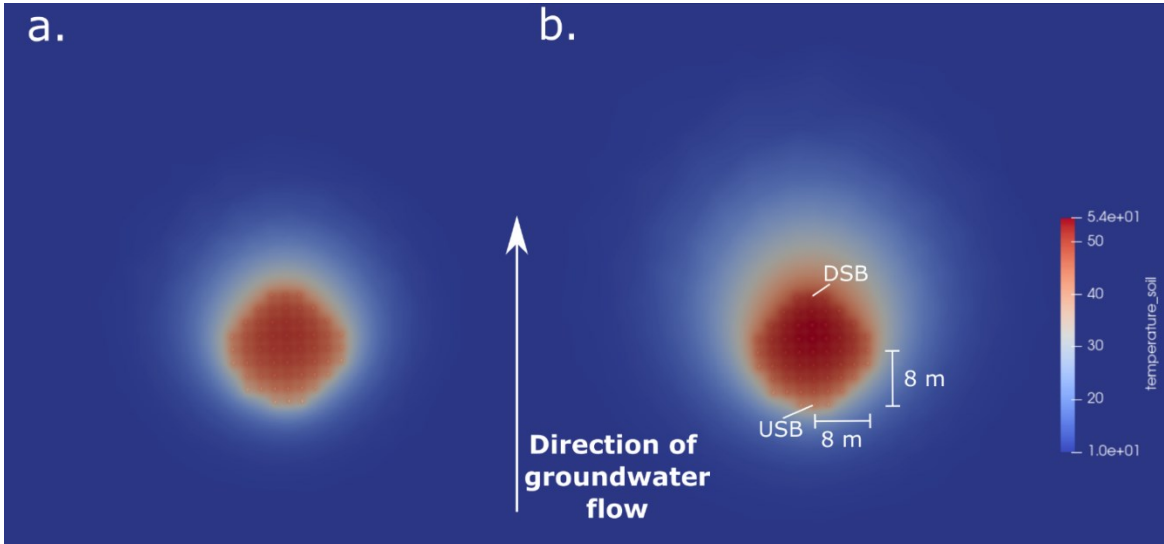 a.
b.
DSB
8 m
USB
8 m
Direction of
groundwater
flow
5.4e+01
50
40
30
20
1.0e+01
temperature_soil